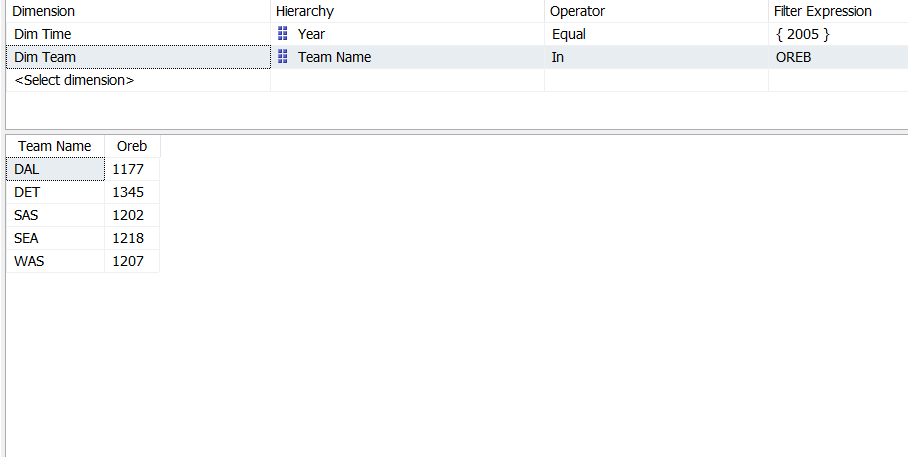 Dimension Hierarchy Operator Filter Expression
Dim Time Year Equal { 2005 }
Dim Team Team Name In OREB
<Select dimension>
Team Name Oreb
DAL 1177
DET 1345
SAS 1202
SEA 1218
WAS 1207